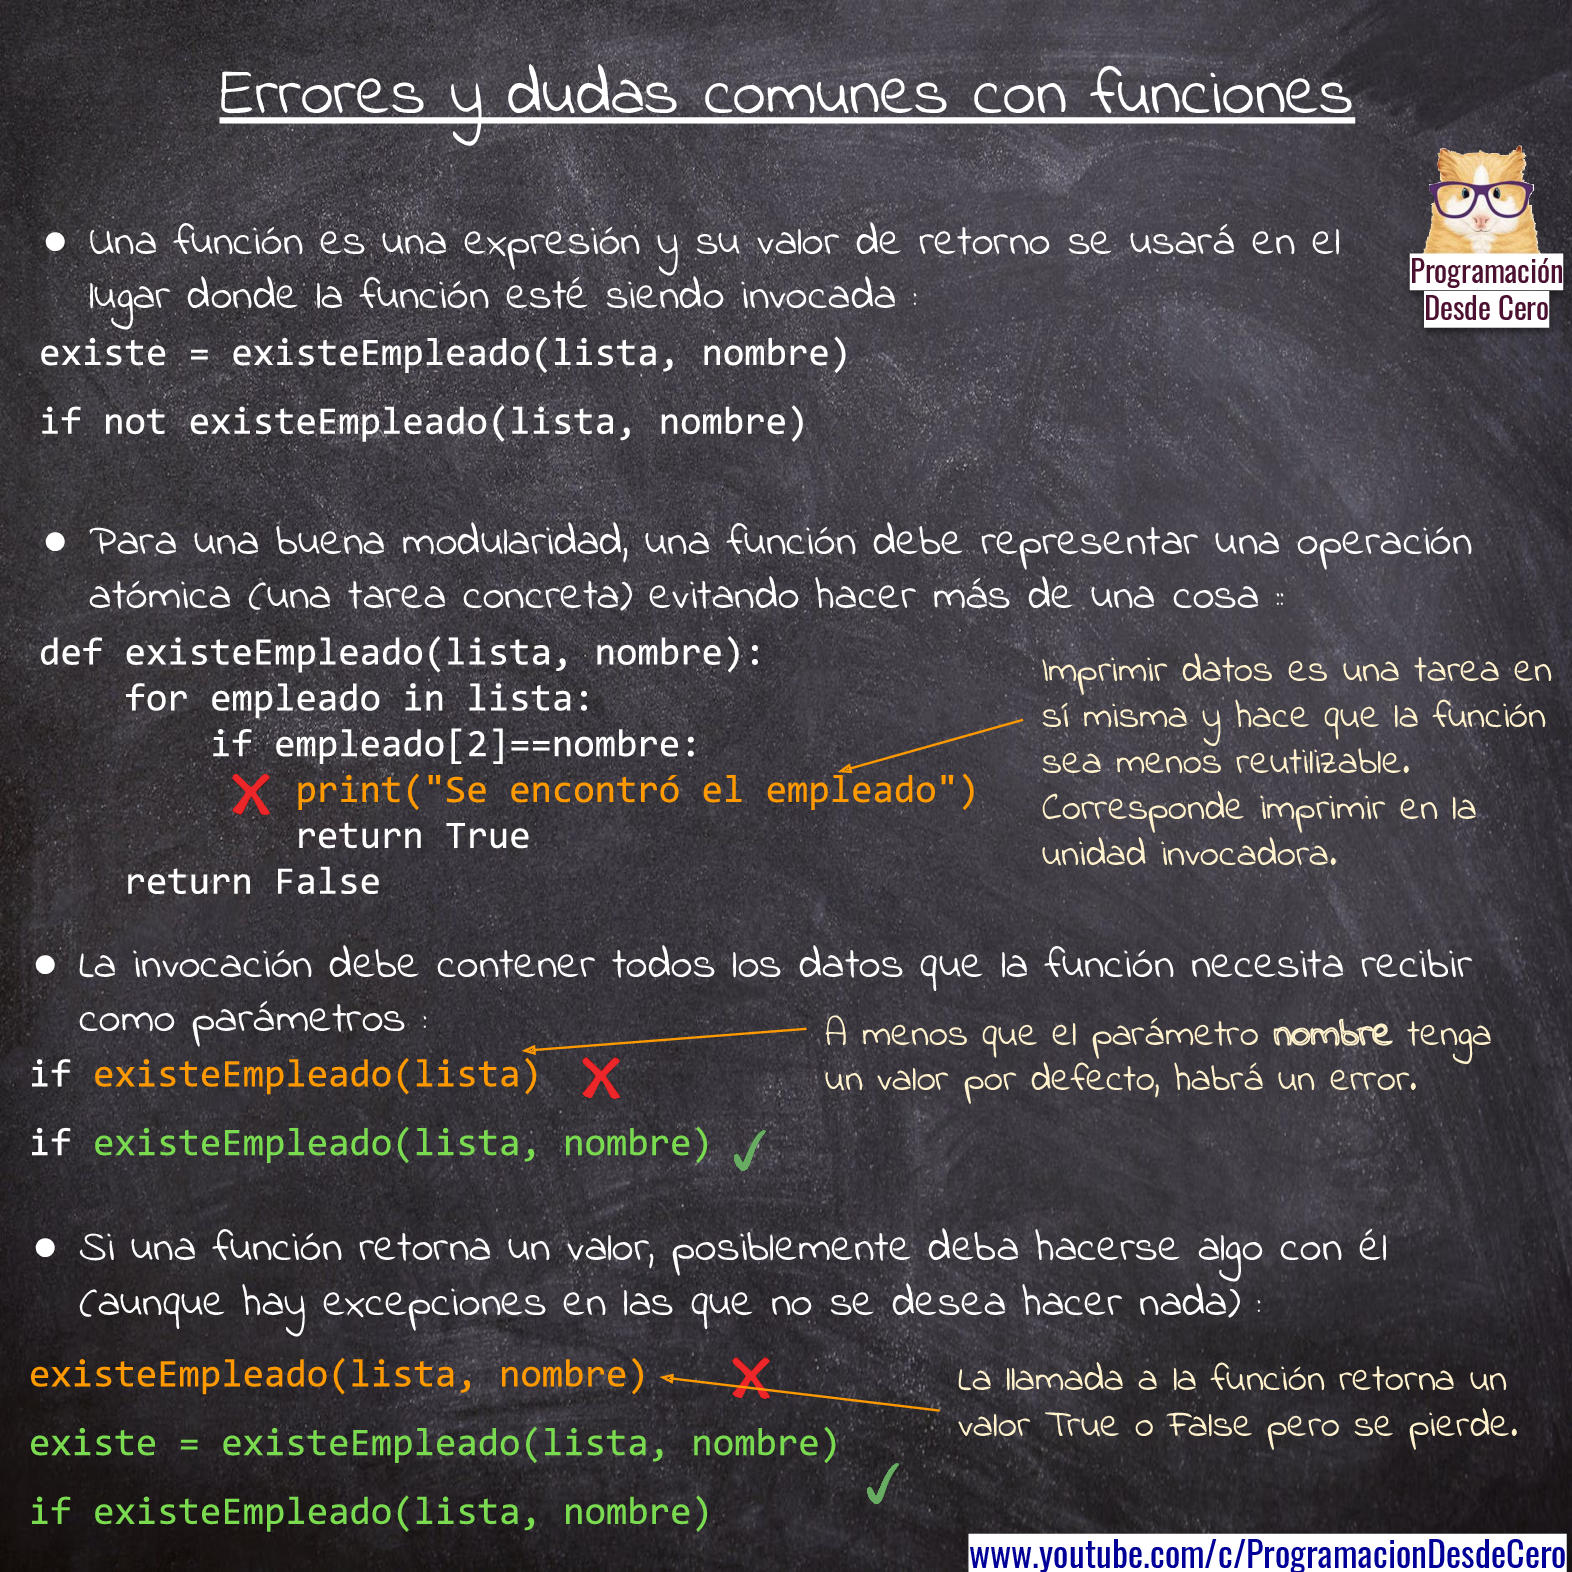 Errores y dudas comunes con funciones
Programación
Desde Cero
● Una función es una expresión y su valor de retorno se usará en el
lugar donde la función esté siendo invocada :
existe = existeEmpleado(lista, nombre)
if not existeEmpleado(lista, nombre)
● Para una buena modularidad, una función debe representar una operación
atómica (una tarea concreta) evitando hacer más de una cosa ::
def existeEmpleado(lista, nombre):
    for empleado in lista:
        if empleado[2]==nombre:
            print("Se encontró el empleado")
            return True
    return False
Imprimir datos es una tarea en
sí misma y hace que la función
sea menos reutilizable.
Corresponde imprimir en la
unidad invocadora.
● La invocación debe contener todos los datos que la función necesita recibir
como parámetros :
if existeEmpleado(lista)
A menos que el parámetro nombre tenga
un valor por defecto, habrá un error.
if existeEmpleado(lista, nombre)
● Si una función retorna un valor, posiblemente deba hacerse algo con él
(aunque hay excepciones en las que no se desea hacer nada) :
existeEmpleado(lista, nombre)
La llamada a la función retorna un
valor True o False pero se pierde.
existe = existeEmpleado(lista, nombre)
if existeEmpleado(lista, nombre)
www.youtube.com/c/ProgramacionDesdeCero